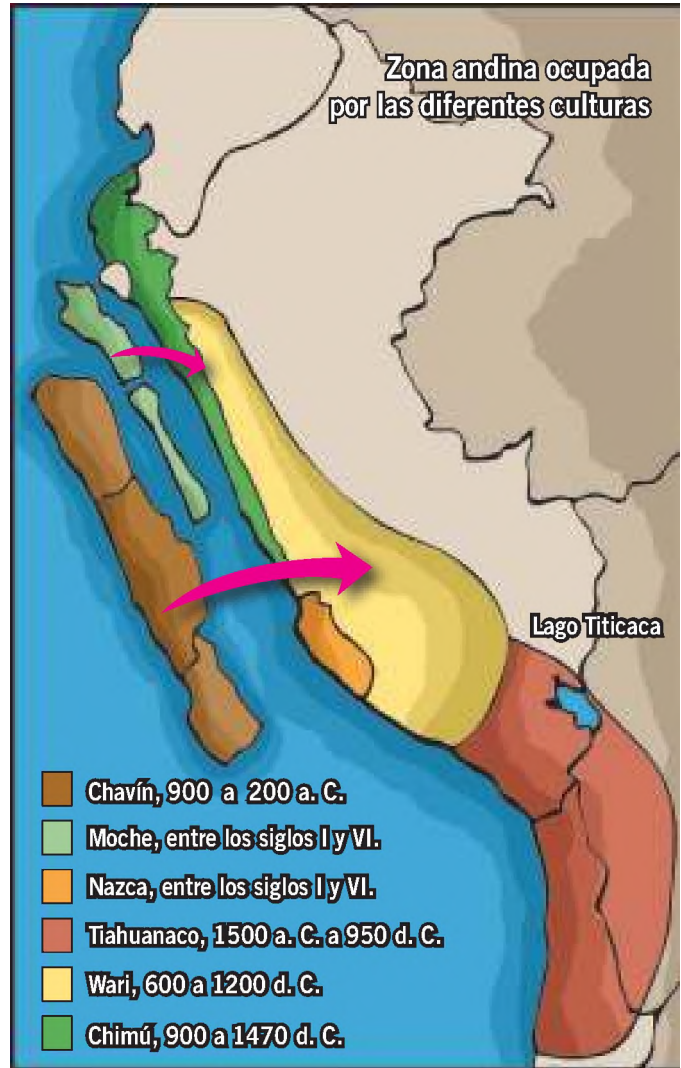 Zona andina ocupada
por las diferentes culturas
Lago Titicaca
Chavín, 900 a 200 a. C.
Moche, entre los siglos I y VI.
Nazca, entre los siglos I y VI.
Tiahuanaco, 1500 a. C. a 950 d. C.
Wari, 600 a 1200 d. C.
Chimú, 900 a 1470 d. C.